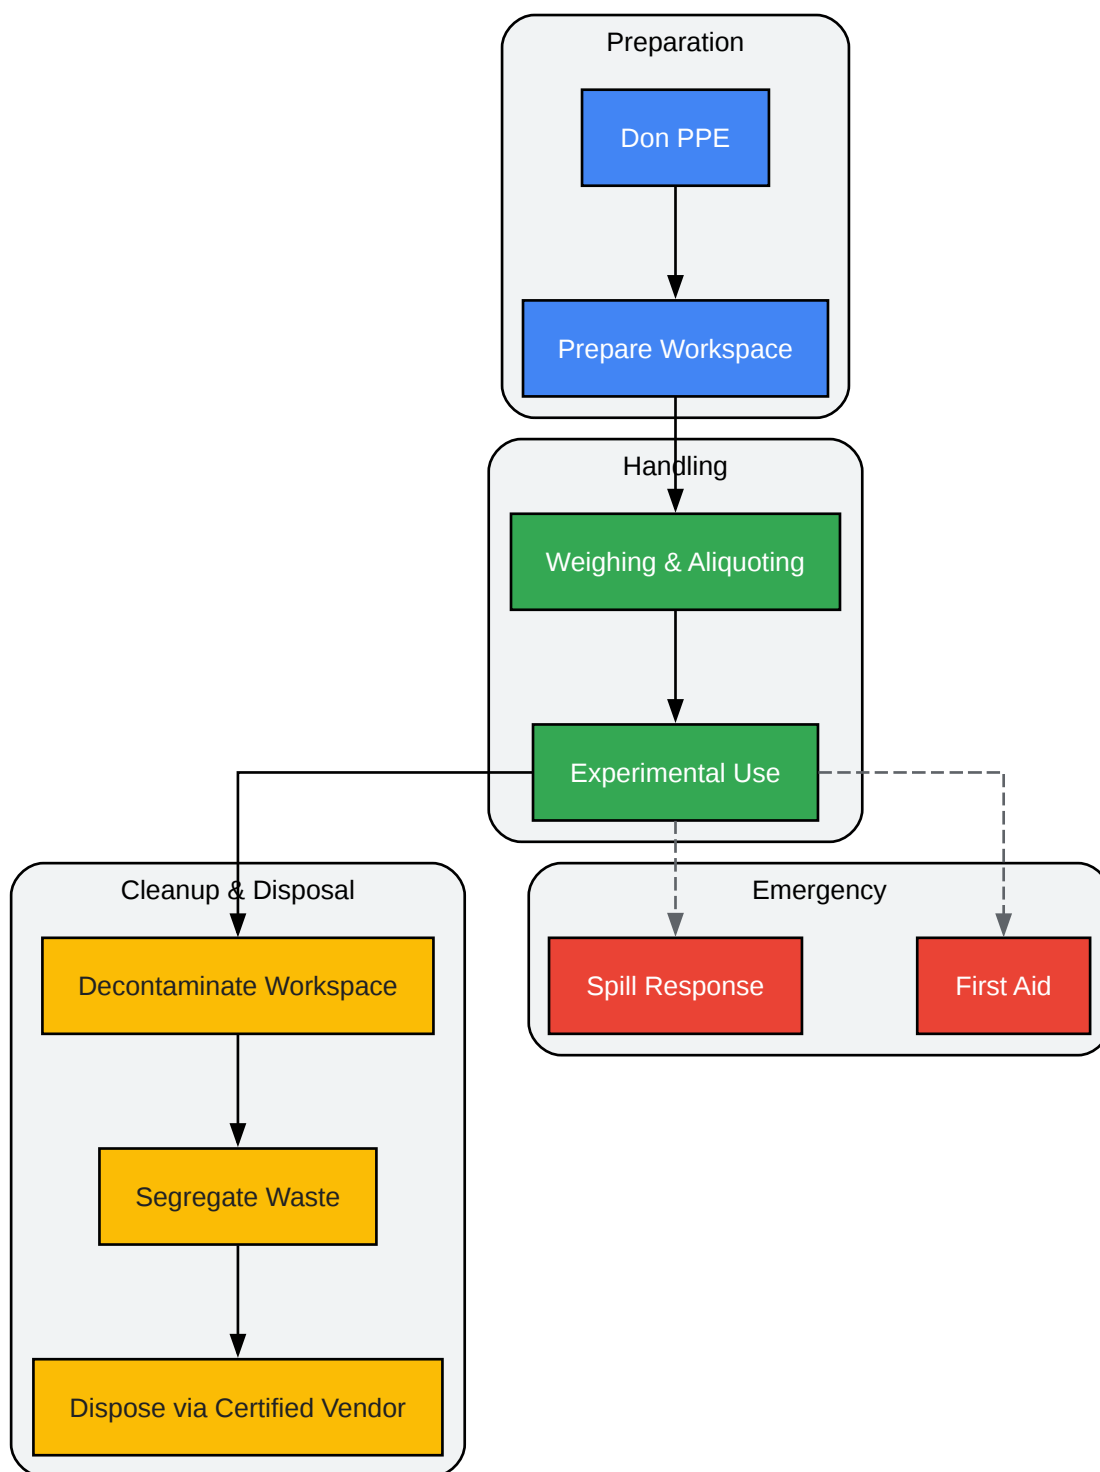 Preparation
Don PPE
Prepare Workspace
Handling
Weighing & Aliquoting
Experimental Use
Cleanup & Disposal
Decontaminate Workspace
Segregate Waste
Dispose via Certified Vendor
Emergency
Spill Response
First Aid